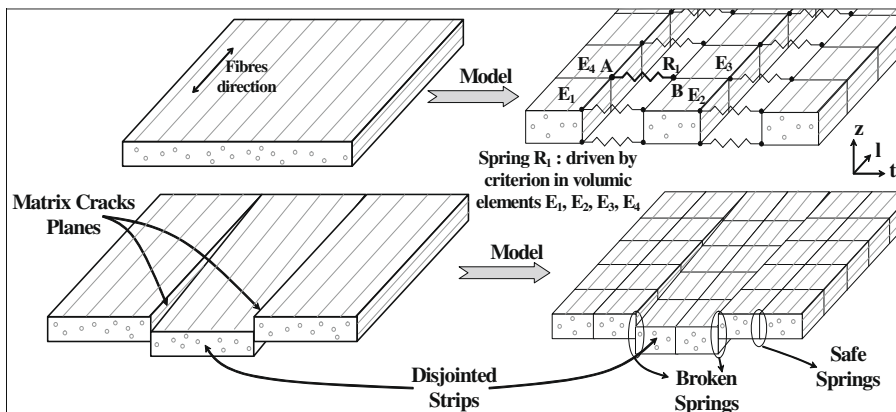 Fibres
direction
Model
E4 A R1 E3
E1 B E2
Spring R1 : driven by
criterion in volumic
elements E1, E2, E3, E4
z
l
t
Matrix Cracks
Planes
Model
Disjointed
Strips
Broken
Springs
Safe
Springs